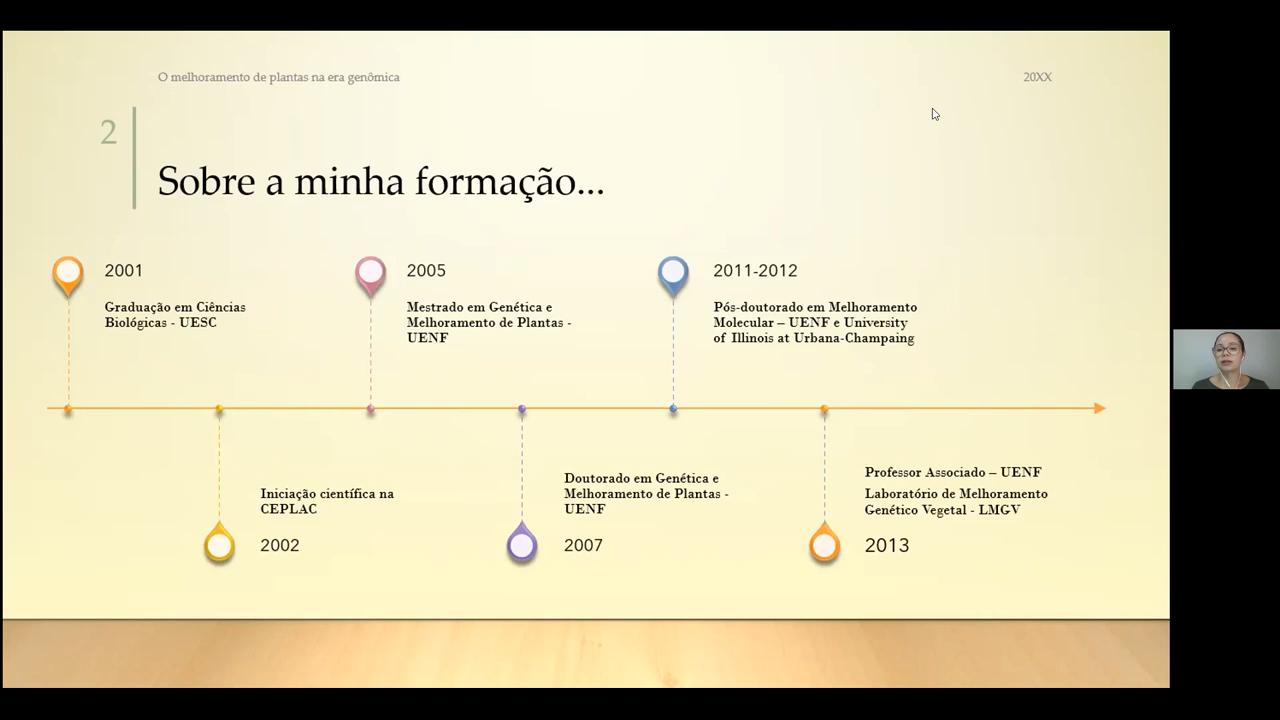 O melhoramento de plantas na era genômica
20XX
2
Sobre a minha formação...
2001
Graduação em Ciências
Biológicas - UESC
2005
Mestrado em Genética e
Melhoramento de Plantas -
UENF
2011-2012
Pós-doutorado em Melhoramento
Molecular – UENF e University
of Illinois at Urbana-Champaing
Iniciação científica na
CEPLAC
2002
Doutorado em Genética e
Melhoramento de Plantas -
UENF
2007
Professor Associado – UENF
Laboratório de Melhoramento
Genético Vegetal - LMGV
2013